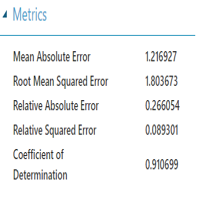 Metrics
Mean Absolute Error 1.216927
Root Mean Squared Error 1.803673
Relative Absolute Error 0.266054
Relative Squared Error 0.089301
Coefficient of
Determination 0.910699